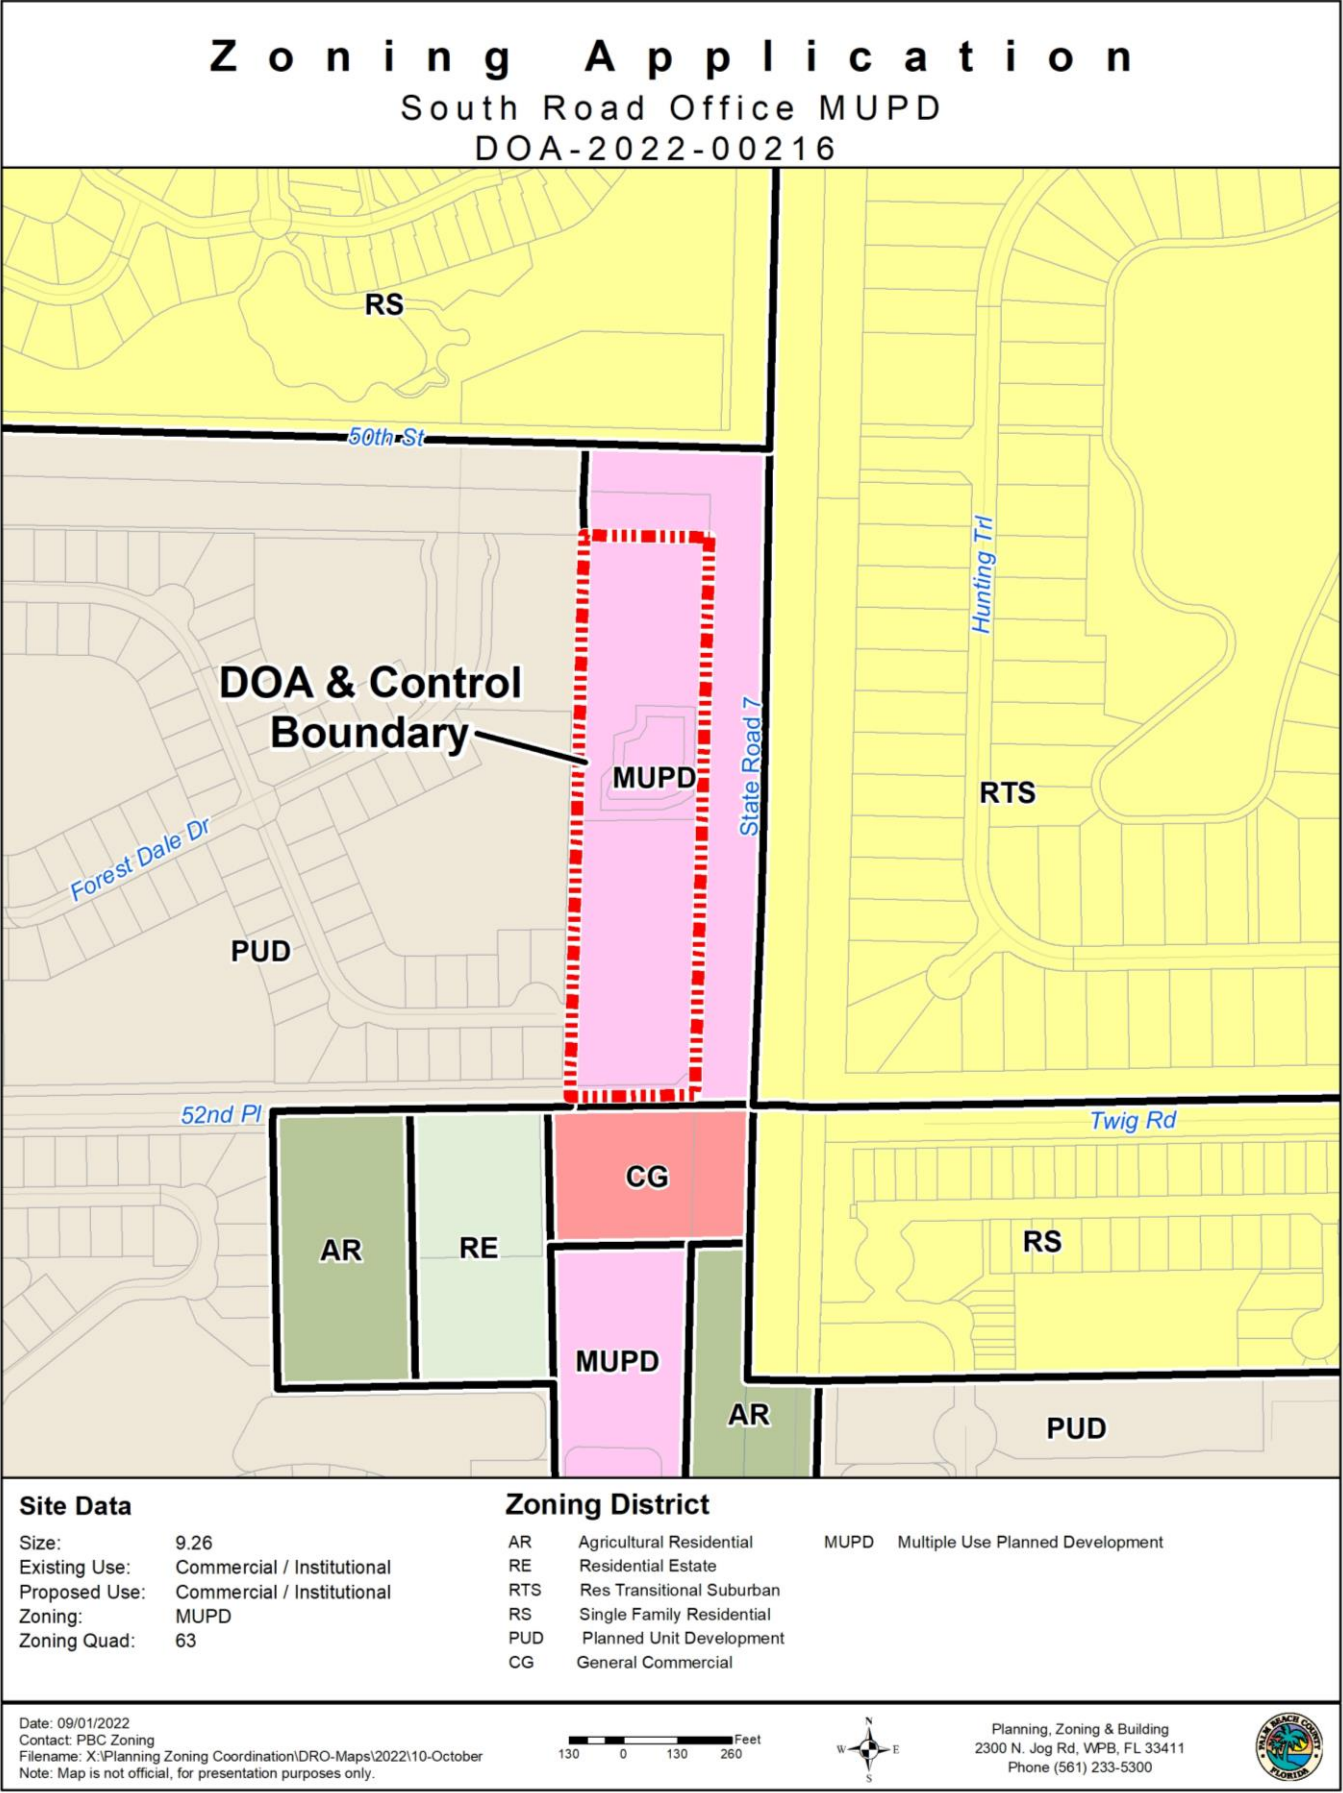 Zoning Application
South Road Office MUPD
DOA-2022-00216
RS
50th St
Hunting Trl
DOA & Control
Boundary
State Road 7
MUPD
RTS
Forest Dale Dr
PUD
52nd Pl
Twig Rd
CG
AR
RE
RS
MUPD
AR
PUD
Site Data
Size: 9.26
Existing Use: Commercial / Institutional
Proposed Use: Commercial / Institutional
Zoning: MUPD
Zoning Quad: 63
Zoning District
AR Agricultural Residential
RE Residential Estate
RTS Res Transitional Suburban
RS Single Family Residential
PUD Planned Unit Development
CG General Commercial
MUPD Multiple Use Planned Development
Date: 09/01/2022
Contact: PBC Zoning
Filename: X:\Planning Zoning Coordination\DRO-Maps\2022\10-October
Note: Map is not official, for presentation purposes only.
Feet
130 0 130 260
N
W E
S
Planning, Zoning & Building
2300 N. Jog Rd, WPB, FL 33411
Phone (561) 233-5300
PALM BEACH COUNTY
FLORIDA